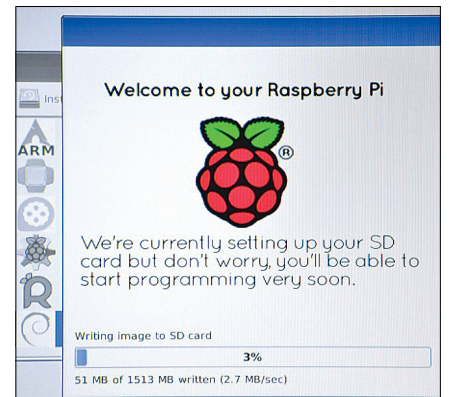 Welcome to your Raspberry Pi
®
Inst
ARM
We're currently setting up your SD
card but don't worry, you'll be able to
start programming very soon.
Writing image to SD card
3%
51 MB of 1513 MB written (2.7 MB/sec)